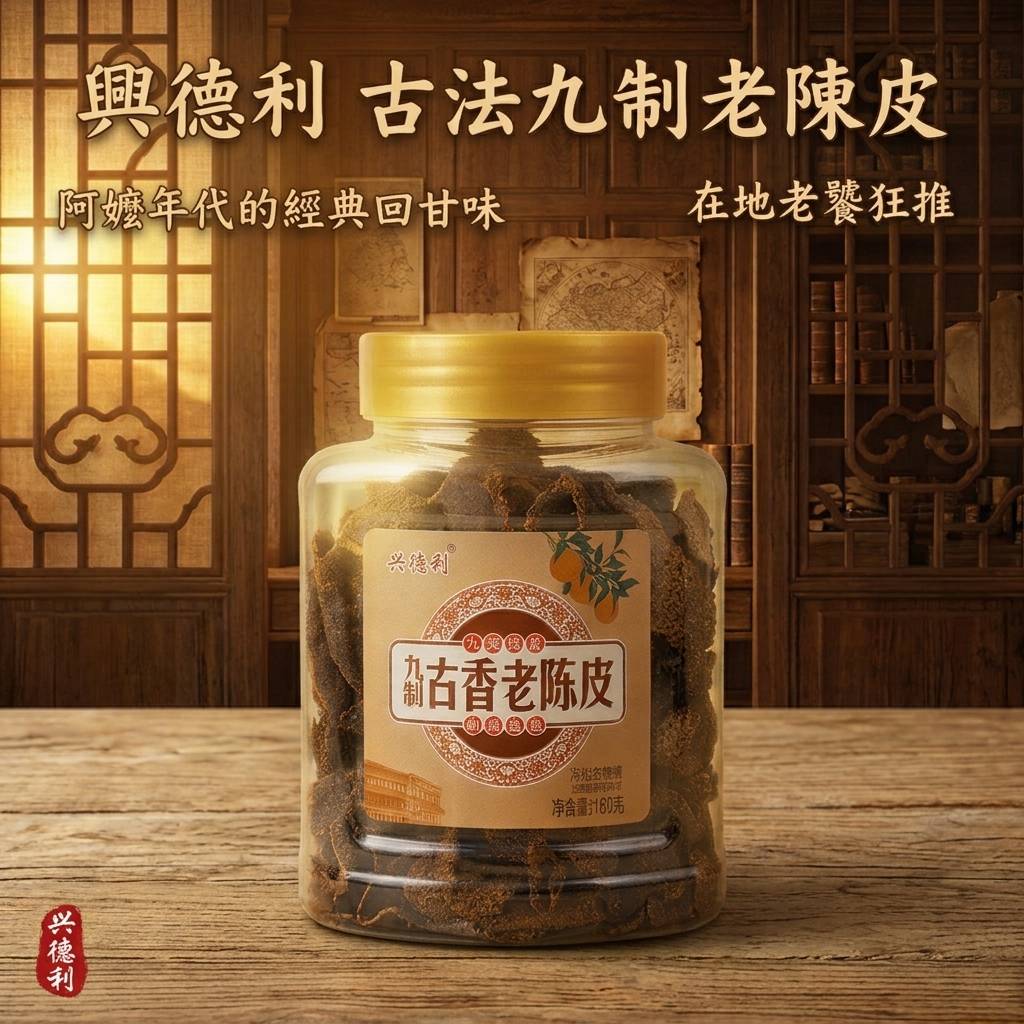 興德利 古法九制老陳皮
阿嬤年代的經典回甘味
在地老饕狂推
兴德利®
九制
古香老陈皮
兴德利